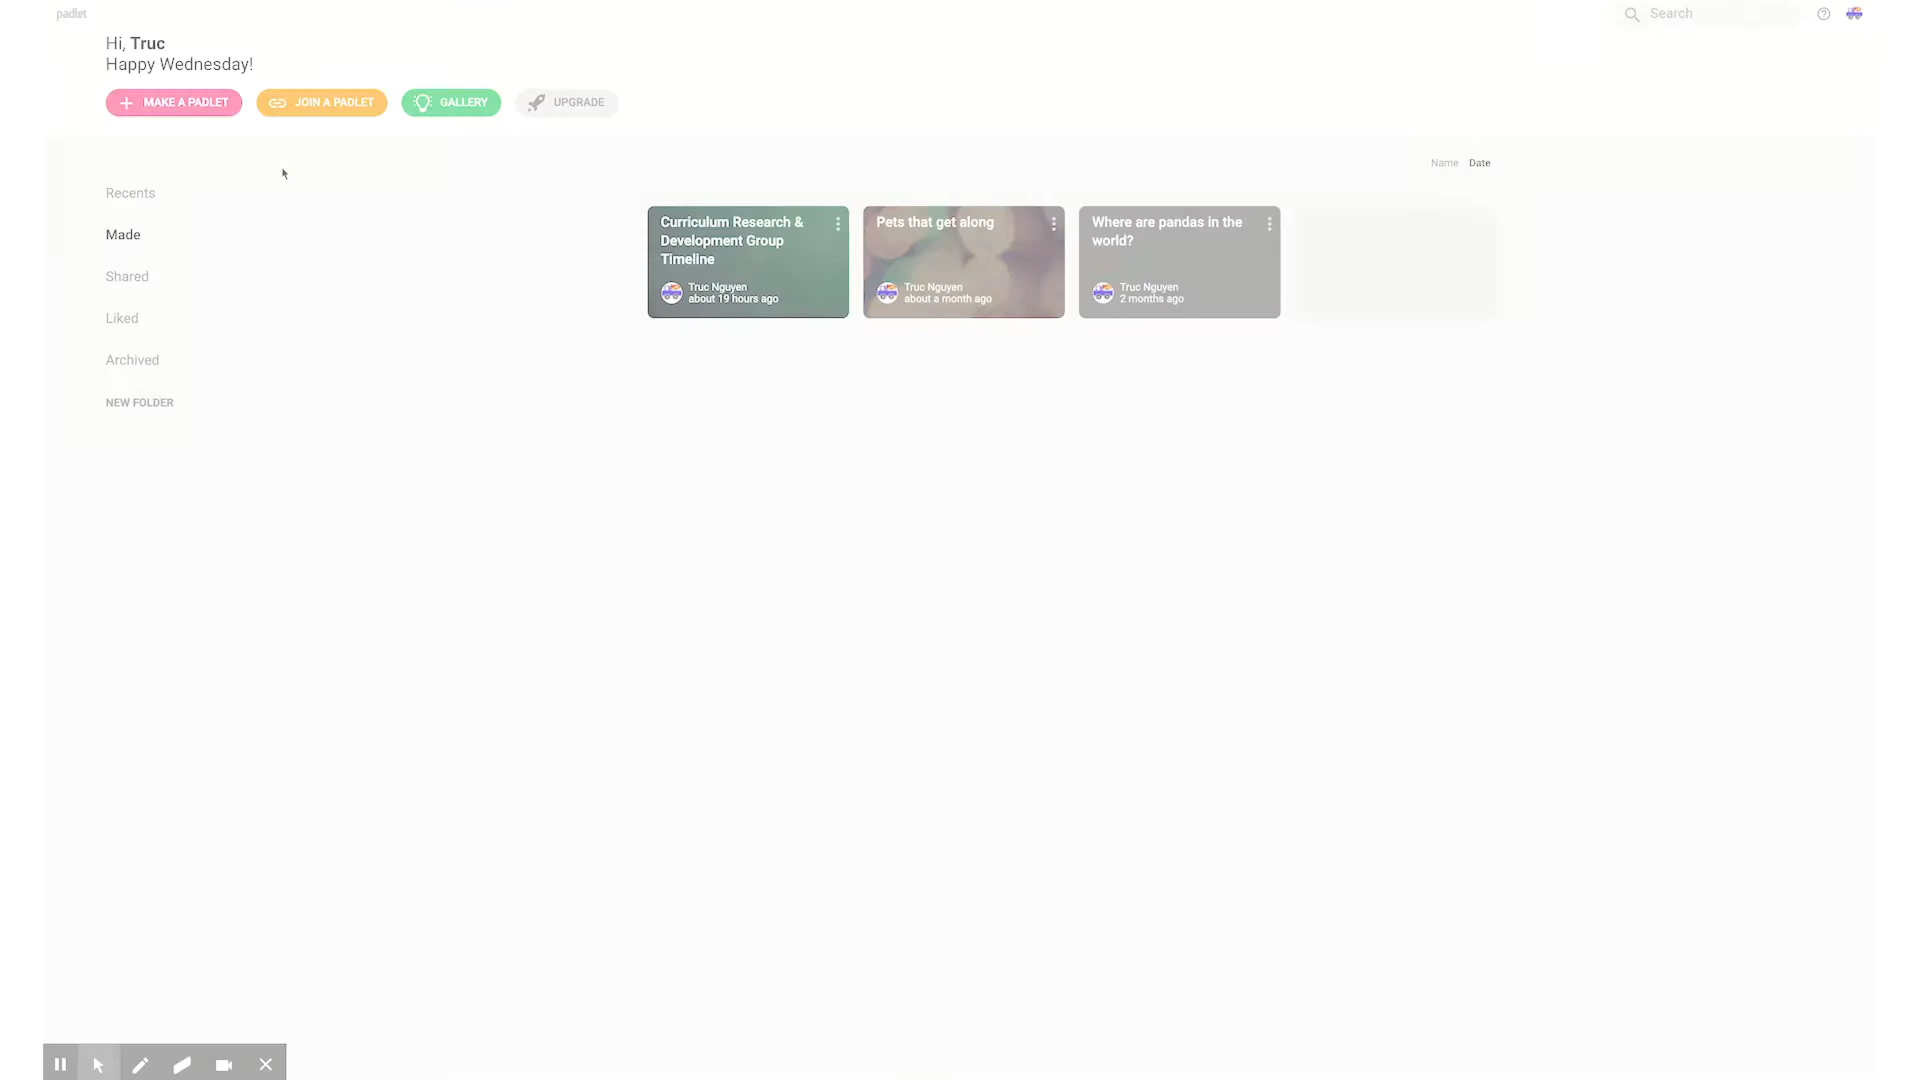 padlet
Search
Hi, Truc
Happy Wednesday!
MAKE A PADLET
JOIN A PADLET
GALLERY
UPGRADE
Name Date
Recents
Made
Shared
Liked
Archived
NEW FOLDER
Curriculum Research &
Development Group
Timeline
Truc Nguyen
about 19 hours ago
Pets that get along
Truc Nguyen
about a month ago
Where are pandas in the
world?
Truc Nguyen
2 months ago